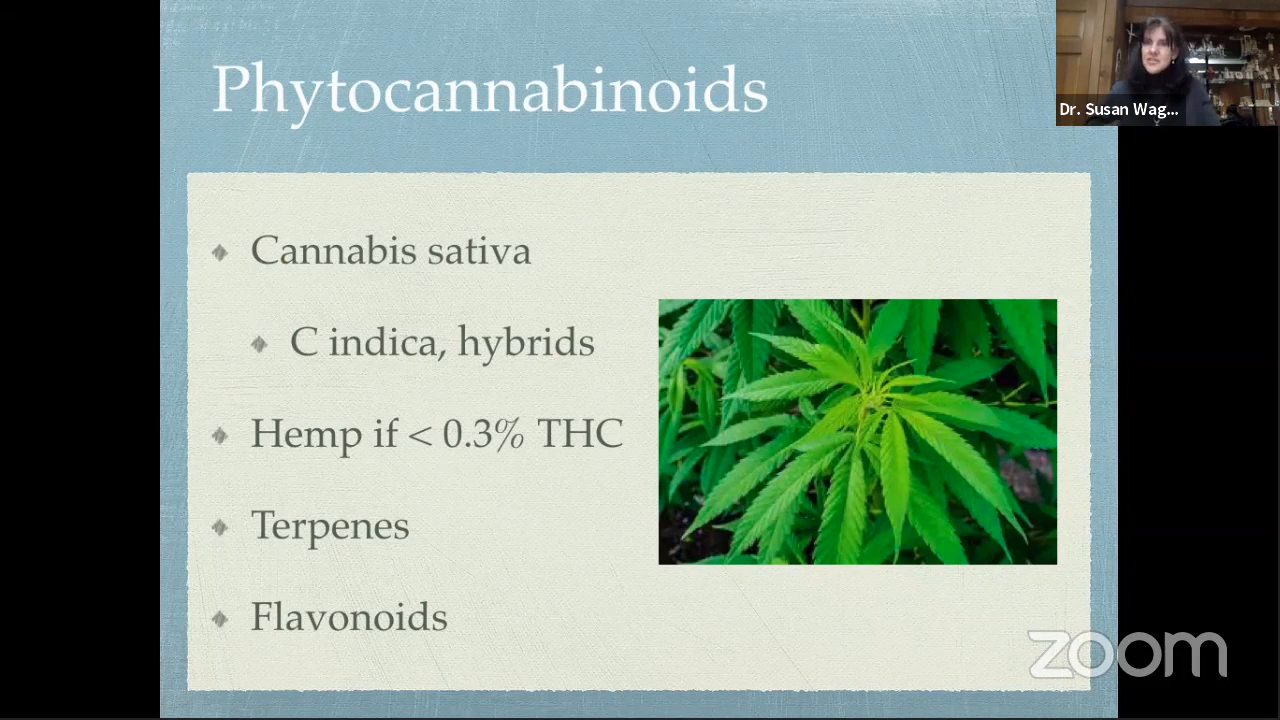 Phytocannabinoids
Dr. Susan Wag...
Cannabis sativa
C indica, hybrids
Hemp if < 0.3% THC
Terpenes
Flavonoids
zoom